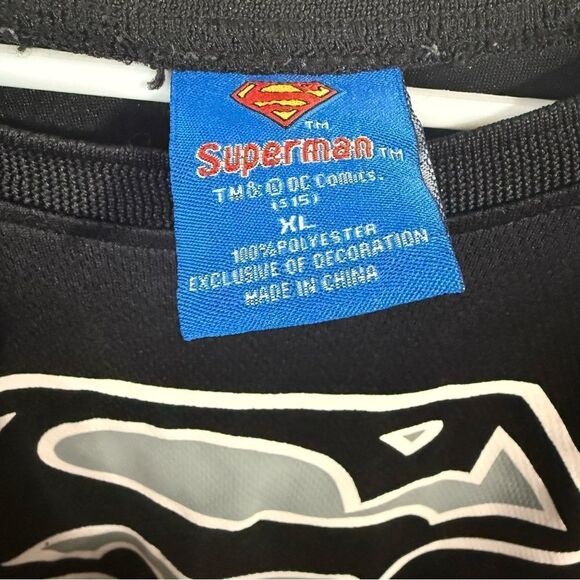 TM
Superman TM
TM & © DC COMICS.
(S15)
XL
100% POLYESTER
EXCLUSIVE OF DECORATION
MADE IN CHINA